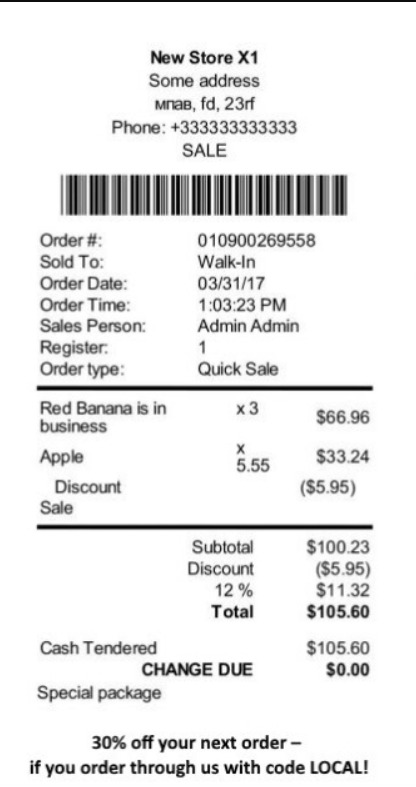 New Store X1
Some address
мпав, fd, 23rf
Phone: +333333333333
SALE
Order #: 010900269558
Sold To: Walk-In
Order Date: 03/31/17
Order Time: 1:03:23 PM
Sales Person: Admin Admin
Register: 1
Order type: Quick Sale
Red Banana is in business x 3 $66.96
Apple x 5.55 $33.24
Discount ($5.95)
Sale
Subtotal $100.23
Discount ($5.95)
12 % $11.32
Total $105.60
Cash Tendered $105.60
CHANGE DUE $0.00
Special package
30% off your next order –
if you order through us with code LOCAL!